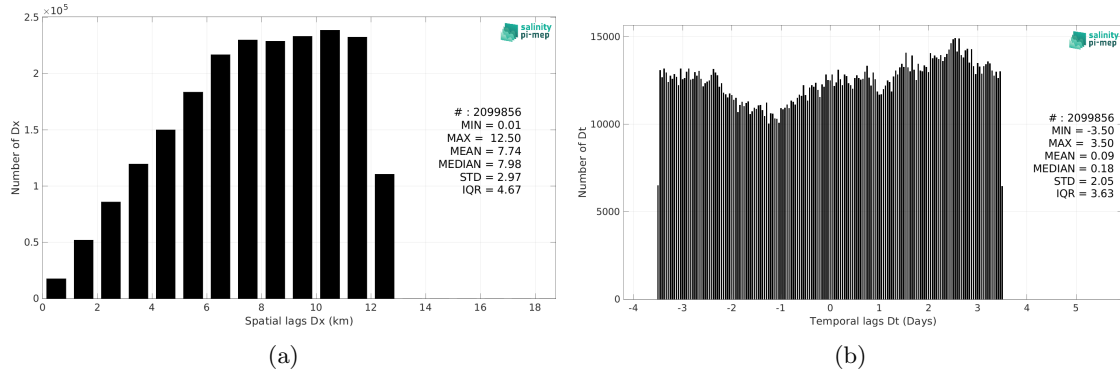 ×10⁵
2.5
2
1.5
1
0.5
0
Number of Dx
0 2 4 6 8 10 12 14 16 18
Spatial lags Dx (km)
salinity
pi-mep
# : 2099856
MIN = 0.01
MAX = 12.50
MEAN = 7.74
MEDIAN = 7.98
STD = 2.97
IQR = 4.67
(a)
15000
10000
5000
0
Number of Dt
-4 -3 -2 -1 0 1 2 3 4 5
Temporal lags Dt (Days)
salinity
pi-mep
# : 2099856
MIN = -3.50
MAX = 3.50
MEAN = 0.09
MEDIAN = 0.18
STD = 2.05
IQR = 3.63
(b)